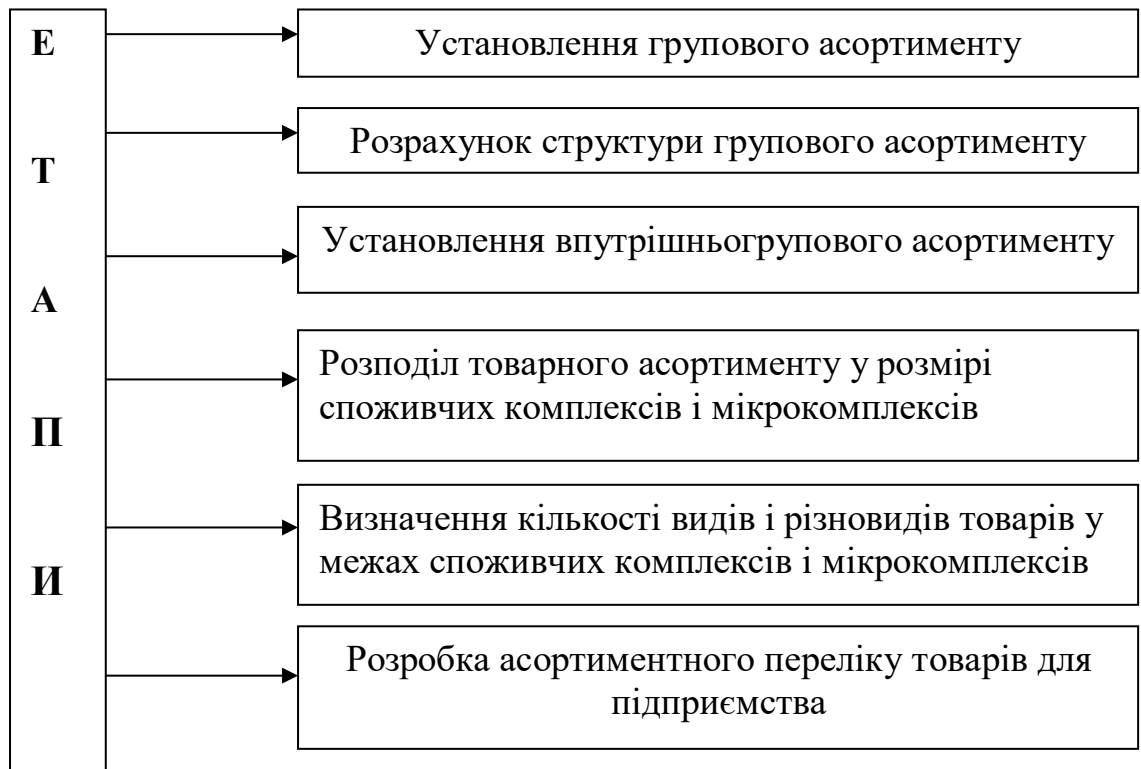 Е
Т
А
П
И
Установлення групового асортименту
Розрахунок структури групового асортименту
Установлення впутрішньогрупового асортименту
Розподіл товарного асортименту у розмірі
споживчих комплексів і мікрокомплексів
Визначення кількості видів і різновидів товарів у
межах споживчих комплексів і мікрокомплексів
Розробка асортиментного переліку товарів для
підприємства